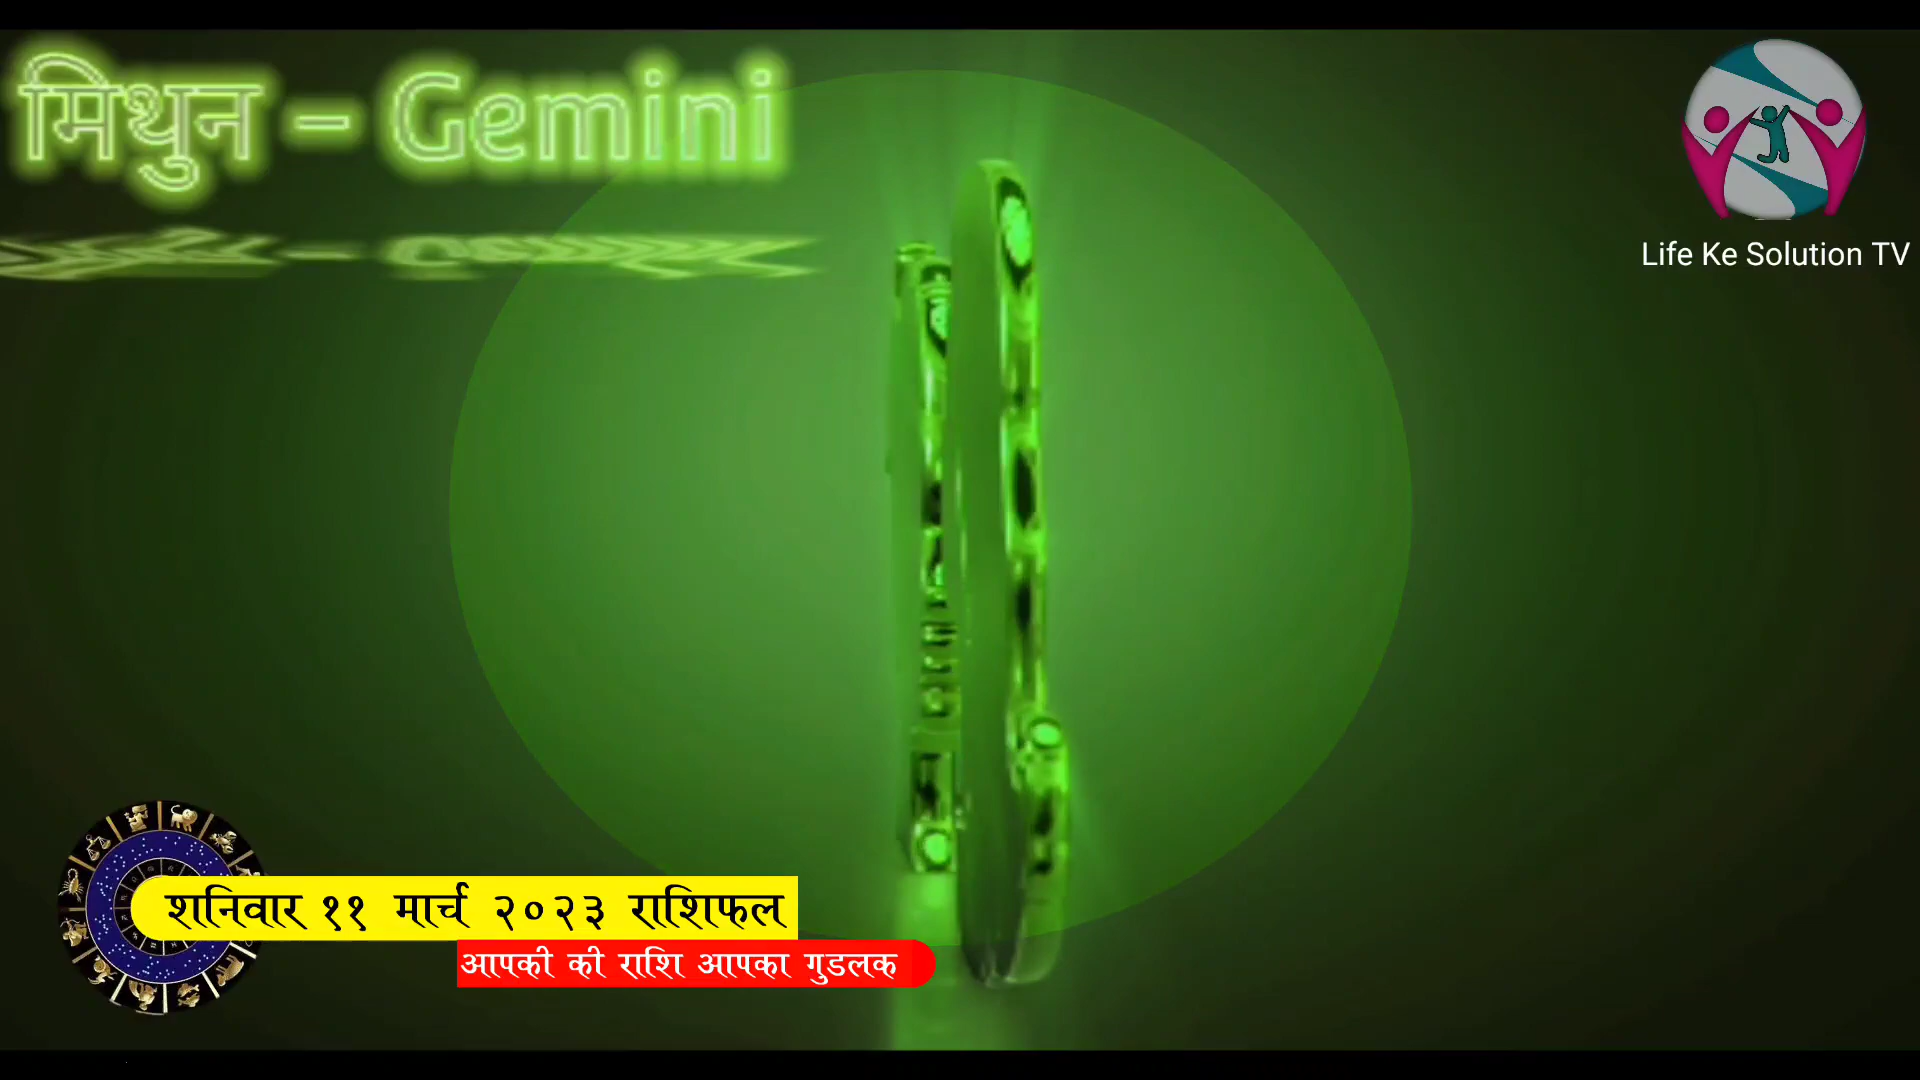 मिथुन – Gemini
Life Ke Solution TV
शनिवार ११ मार्च २०२३ राशिफल
आपकी की राशि आपका गुडलक